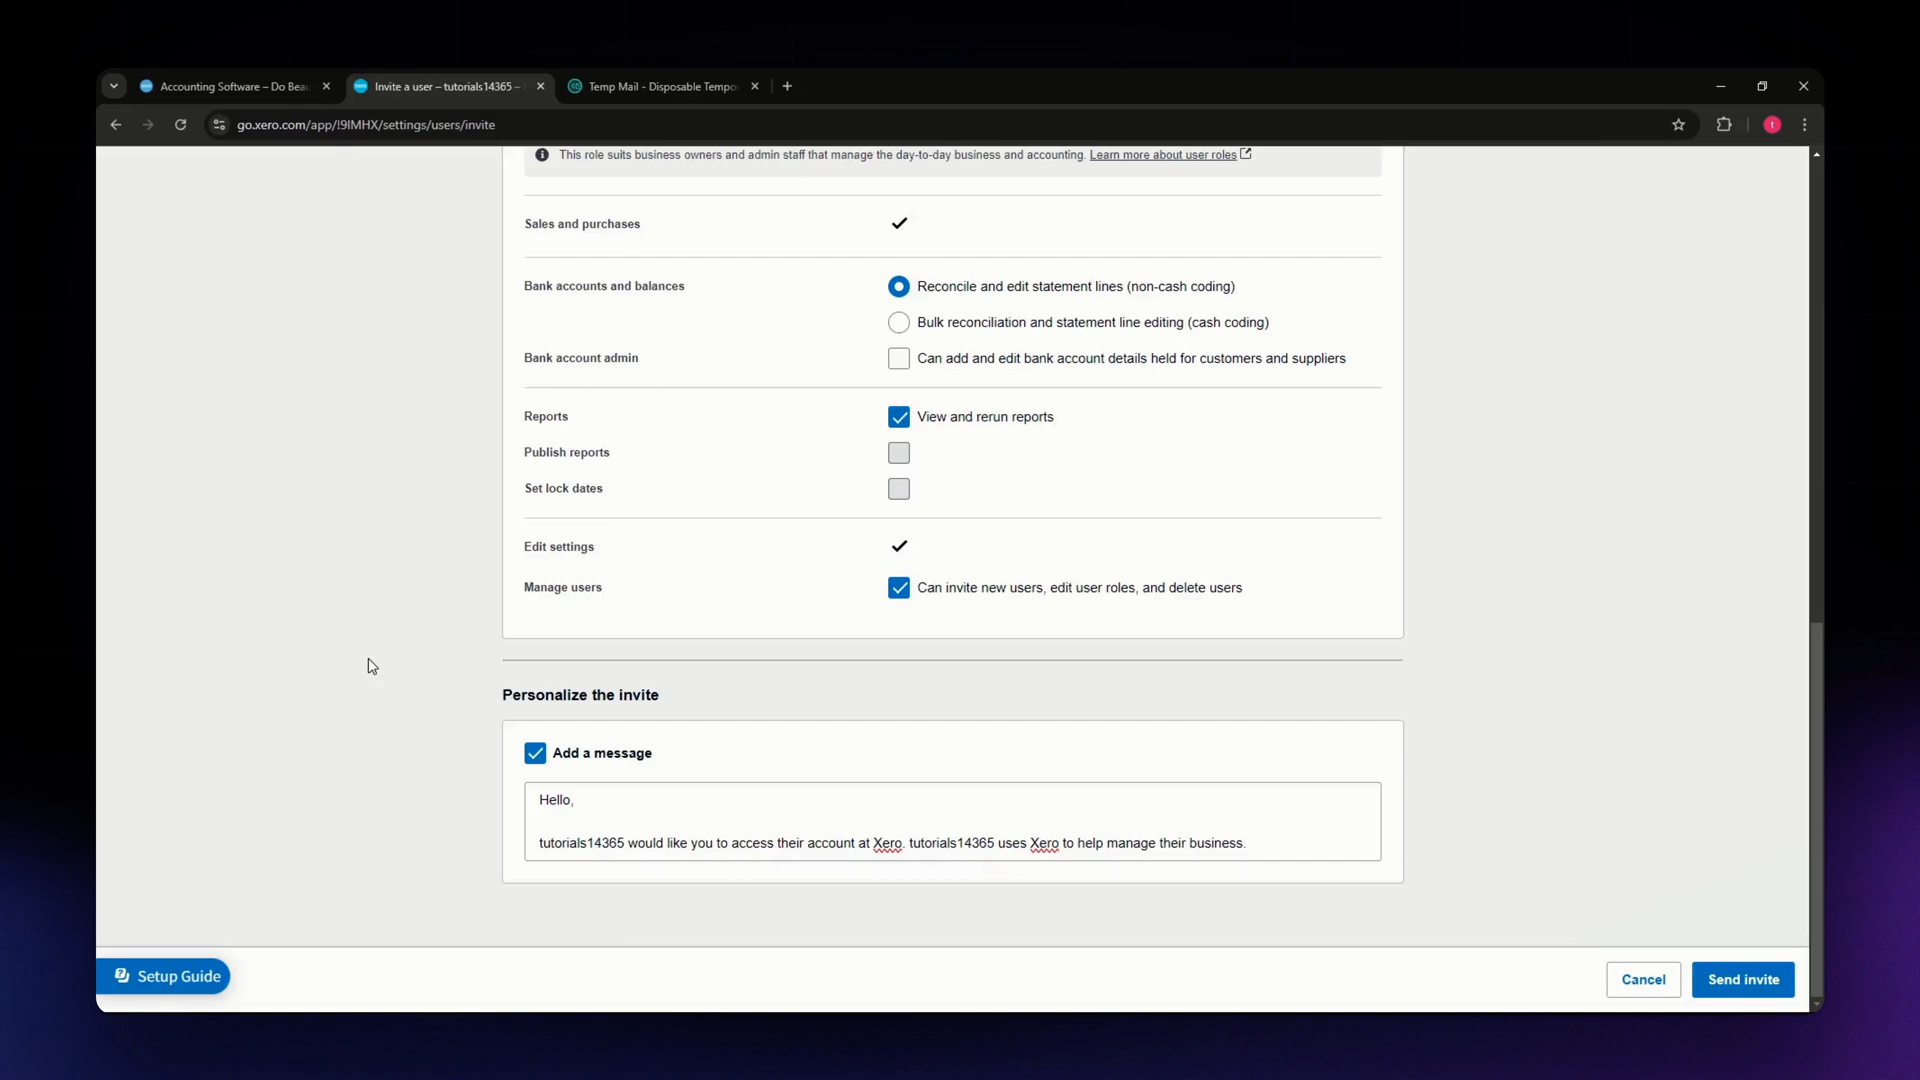 Accounting Software – Do Beau
Invite a user – tutorials14365 –
Temp Mail - Disposable Tempo
go.xero.com/app/!9IMHX/settings/users/invite
t
This role suits business owners and admin staff that manage the day-to-day business and accounting. Learn more about user roles
Sales and purchases
Bank accounts and balances
Reconcile and edit statement lines (non-cash coding)
Bulk reconciliation and statement line editing (cash coding)
Bank account admin
Can add and edit bank account details held for customers and suppliers
Reports
View and rerun reports
Publish reports
Set lock dates
Edit settings
Manage users
Can invite new users, edit user roles, and delete users
Personalize the invite
Add a message
Hello,
tutorials14365 would like you to access their account at Xero. tutorials14365 uses Xero to help manage their business.
Setup Guide
Cancel
Send invite